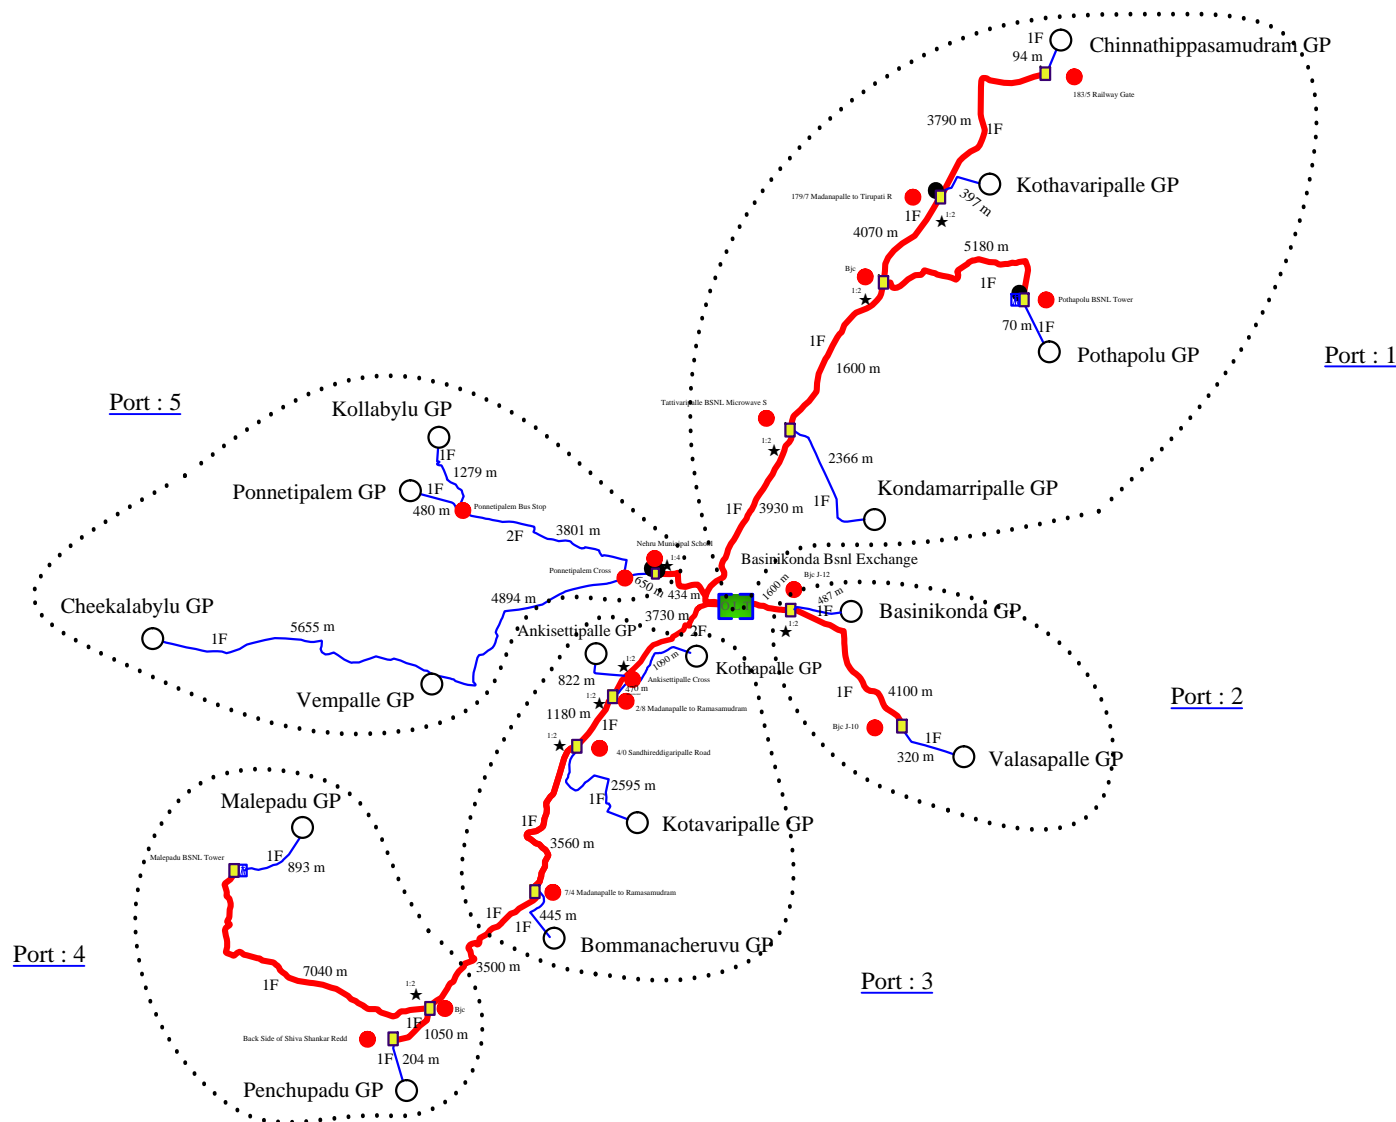 1F
Chinnathippasamudram GP
94 m
183/5 Railway Gate
3790 m
1F
Kothavaripalle GP
179/7 Madanapalle to Tirupati R
397 m
1F
1:2
4070 m
5180 m
Bjc
1F
1:2
Pothapolu BSNL Tower
70 m
1F
Pothapolu GP
Port : 1
1F
1600 m
Tattivaripalle BSNL Microwave S
1:2
2366 m
Kondamarripalle GP
1F
1F
3930 m
Port : 5
Kollabylu GP
1F
1279 m
Ponnetipalem GP
1F
480 m
Ponnetipalem Bus Stop
3801 m
2F
Nehru Municipal School
1:4
Ponnetipalem Cross
650 m
434 m
Cheekalabylu GP
4894 m
5655 m
1F
Vempalle GP
Basinikonda Bsnl Exchange
1600 m
Bjc J-12
487 m
1F
Basinikonda GP
1:2
1F
4100 m
Port : 2
Bjc J-10
1F
320 m
Valasapalle GP
3730 m
2F
Ankisettipalle GP
1090 m
Kothapalle GP
1:2
822 m
Ankisettipalle Cross
470 m
1:2
2/8 Madanapalle to Ramasamudram
1180 m
1F
1:2
4/0 Sandhireddigaripalle Road
2595 m
1F
Kotavaripalle GP
1F
3560 m
7/4 Madanapalle to Ramasamudram
1F
445 m
1F
Bommanacheruvu GP
3500 m
Port : 3
Malepadu GP
Malepadu BSNL Tower
1F
893 m
Port : 4
7040 m
1F
1:2
Bjc
1F
1050 m
Back Side of Shiva Shankar Redd
1F
204 m
Penchupadu GP